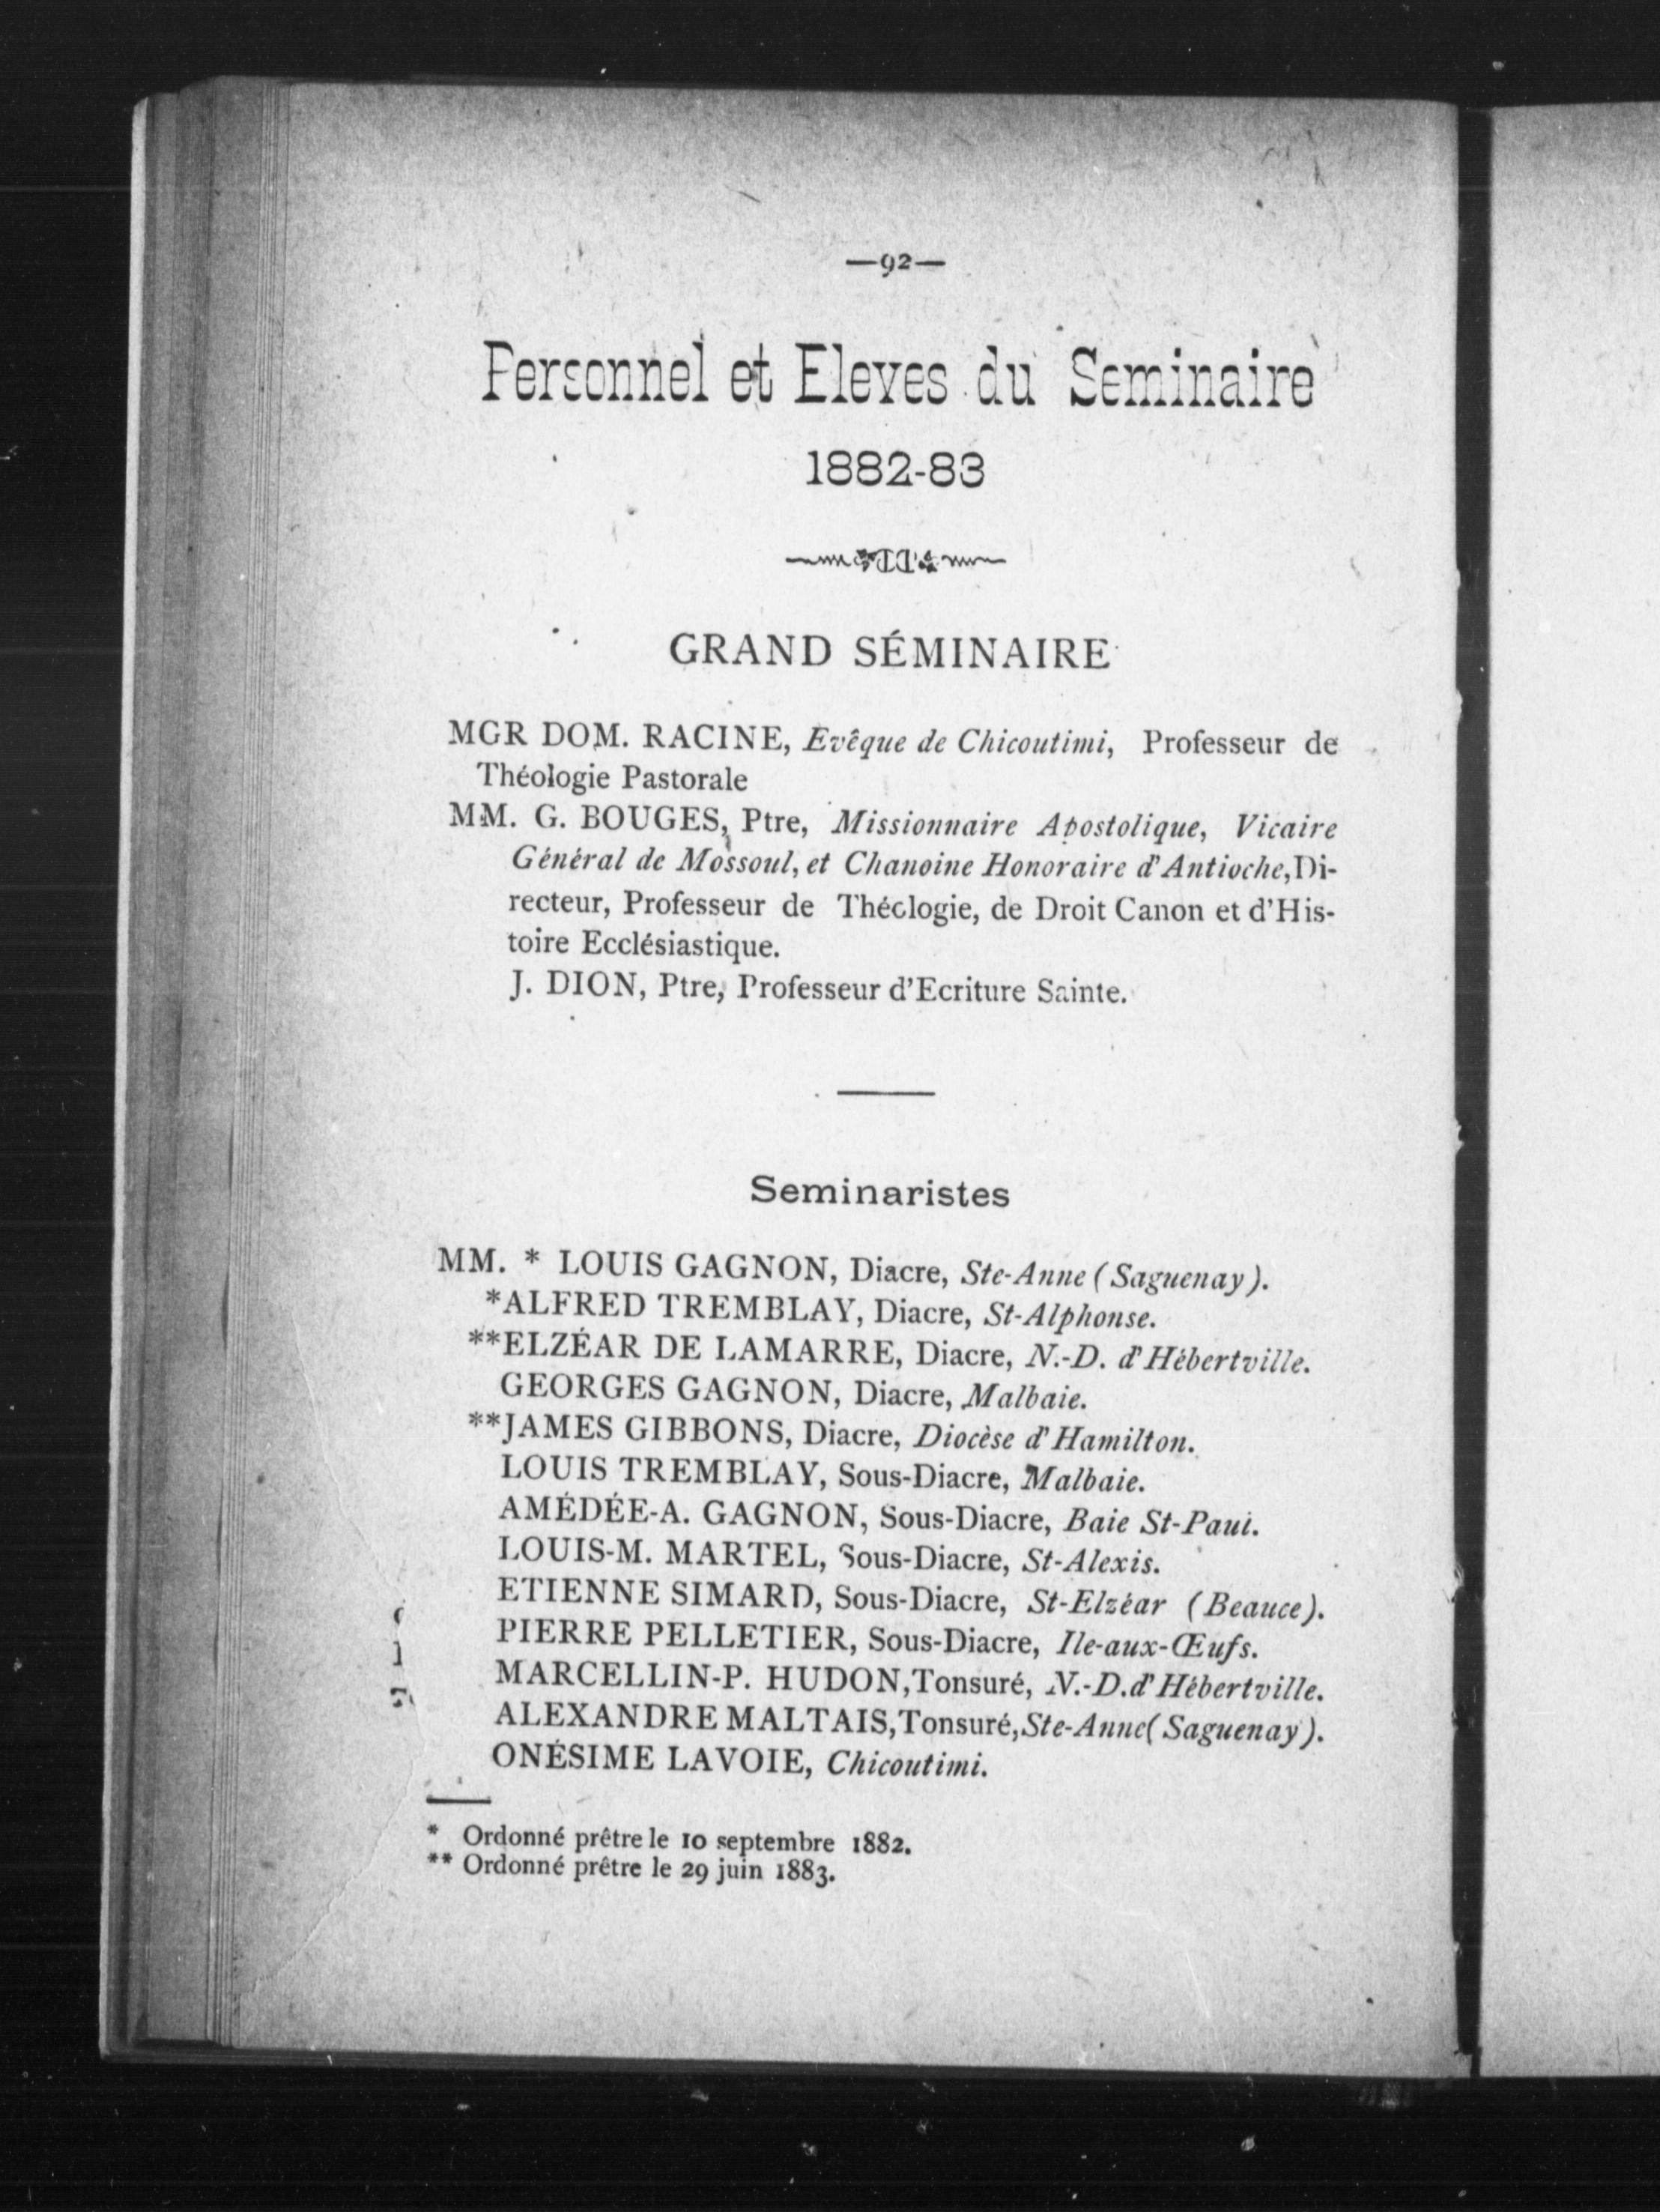 —92—
Personnel et Eleves du Seminaire
1882-83
GRAND SÉMINAIRE
MGR DOM. RACINE, Evêque de Chicoutimi, Professeur de
Théologie Pastorale
MM. G. BOUGES, Ptre, Missionnaire Apostolique, Vicaire
Général de Mossoul, et Chanoine Honoraire d'Antioche, Di-
recteur, Professeur de Théologie, de Droit Canon et d'His-
toire Ecclésiastique.
J. DION, Ptre, Professeur d'Ecriture Sainte.
Seminaristes
MM. * LOUIS GAGNON, Diacre, Ste-Anne (Saguenay).
*ALFRED TREMBLAY, Diacre, St-Alphonse.
**ELZÉAR DE LAMARRE, Diacre, N.-D. d'Hébertville.
GEORGES GAGNON, Diacre, Malbaie.
**JAMES GIBBONS, Diacre, Diocèse d'Hamilton.
LOUIS TREMBLAY, Sous-Diacre, Malbaie.
AMÉDÉE-A. GAGNON, Sous-Diacre, Baie St-Paul.
LOUIS-M. MARTEL, Sous-Diacre, St-Alexis.
ETIENNE SIMARD, Sous-Diacre, St-Elzéar (Beauce).
PIERRE PELLETIER, Sous-Diacre, Ile-aux-Œufs.
MARCELLIN-P. HUDON, Tonsuré, N.-D. d'Hébertville.
ALEXANDRE MALTAIS, Tonsuré, Ste-Anne (Saguenay).
ONÉSIME LAVOIE, Chicoutimi.
* Ordonné prêtre le 10 septembre 1882.
** Ordonné prêtre le 29 juin 1883.